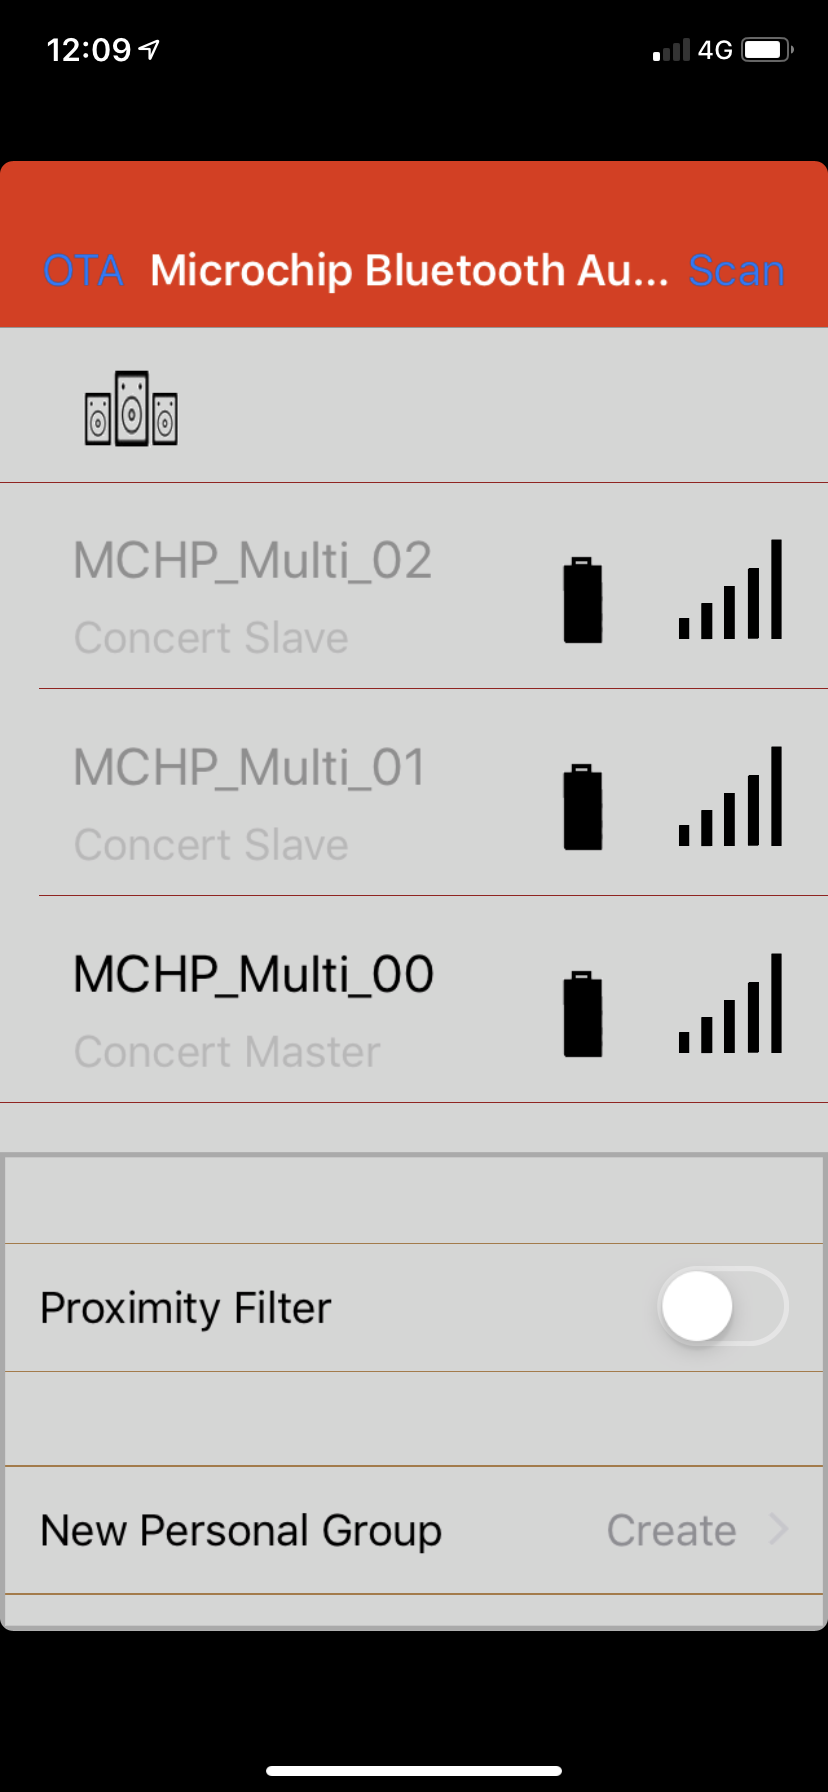 12:09
4G
OTA Microchip Bluetooth Au... Scan
MCHP_Multi_02
Concert Slave
MCHP_Multi_01
Concert Slave
MCHP_Multi_00
Concert Master
Proximity Filter
New Personal Group Create